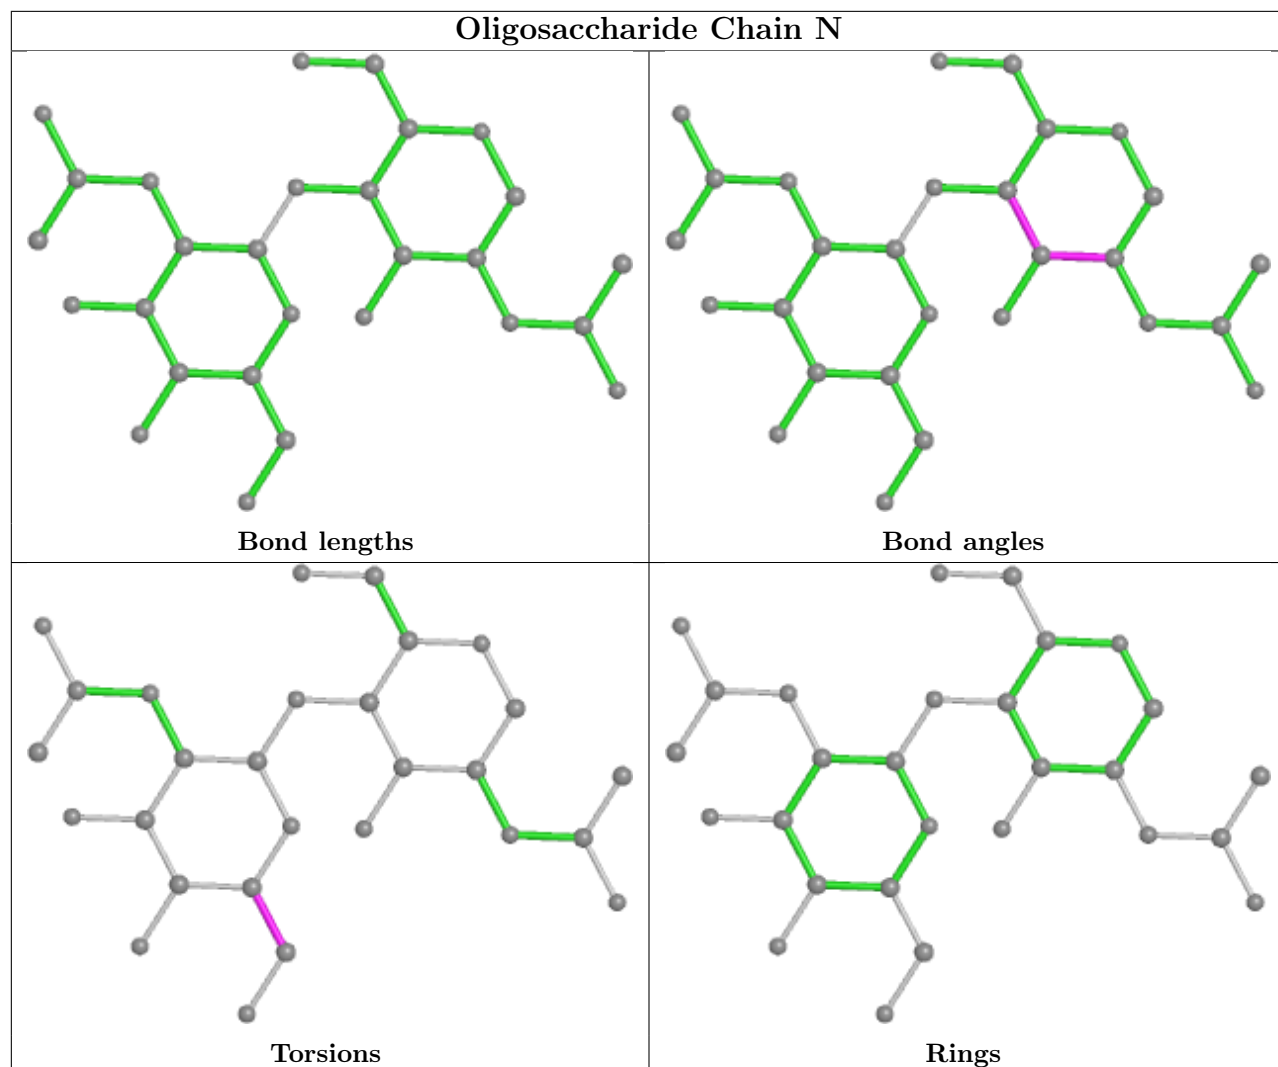 Oligosaccharide Chain N
Bond lengths
Bond angles
Torsions
Rings